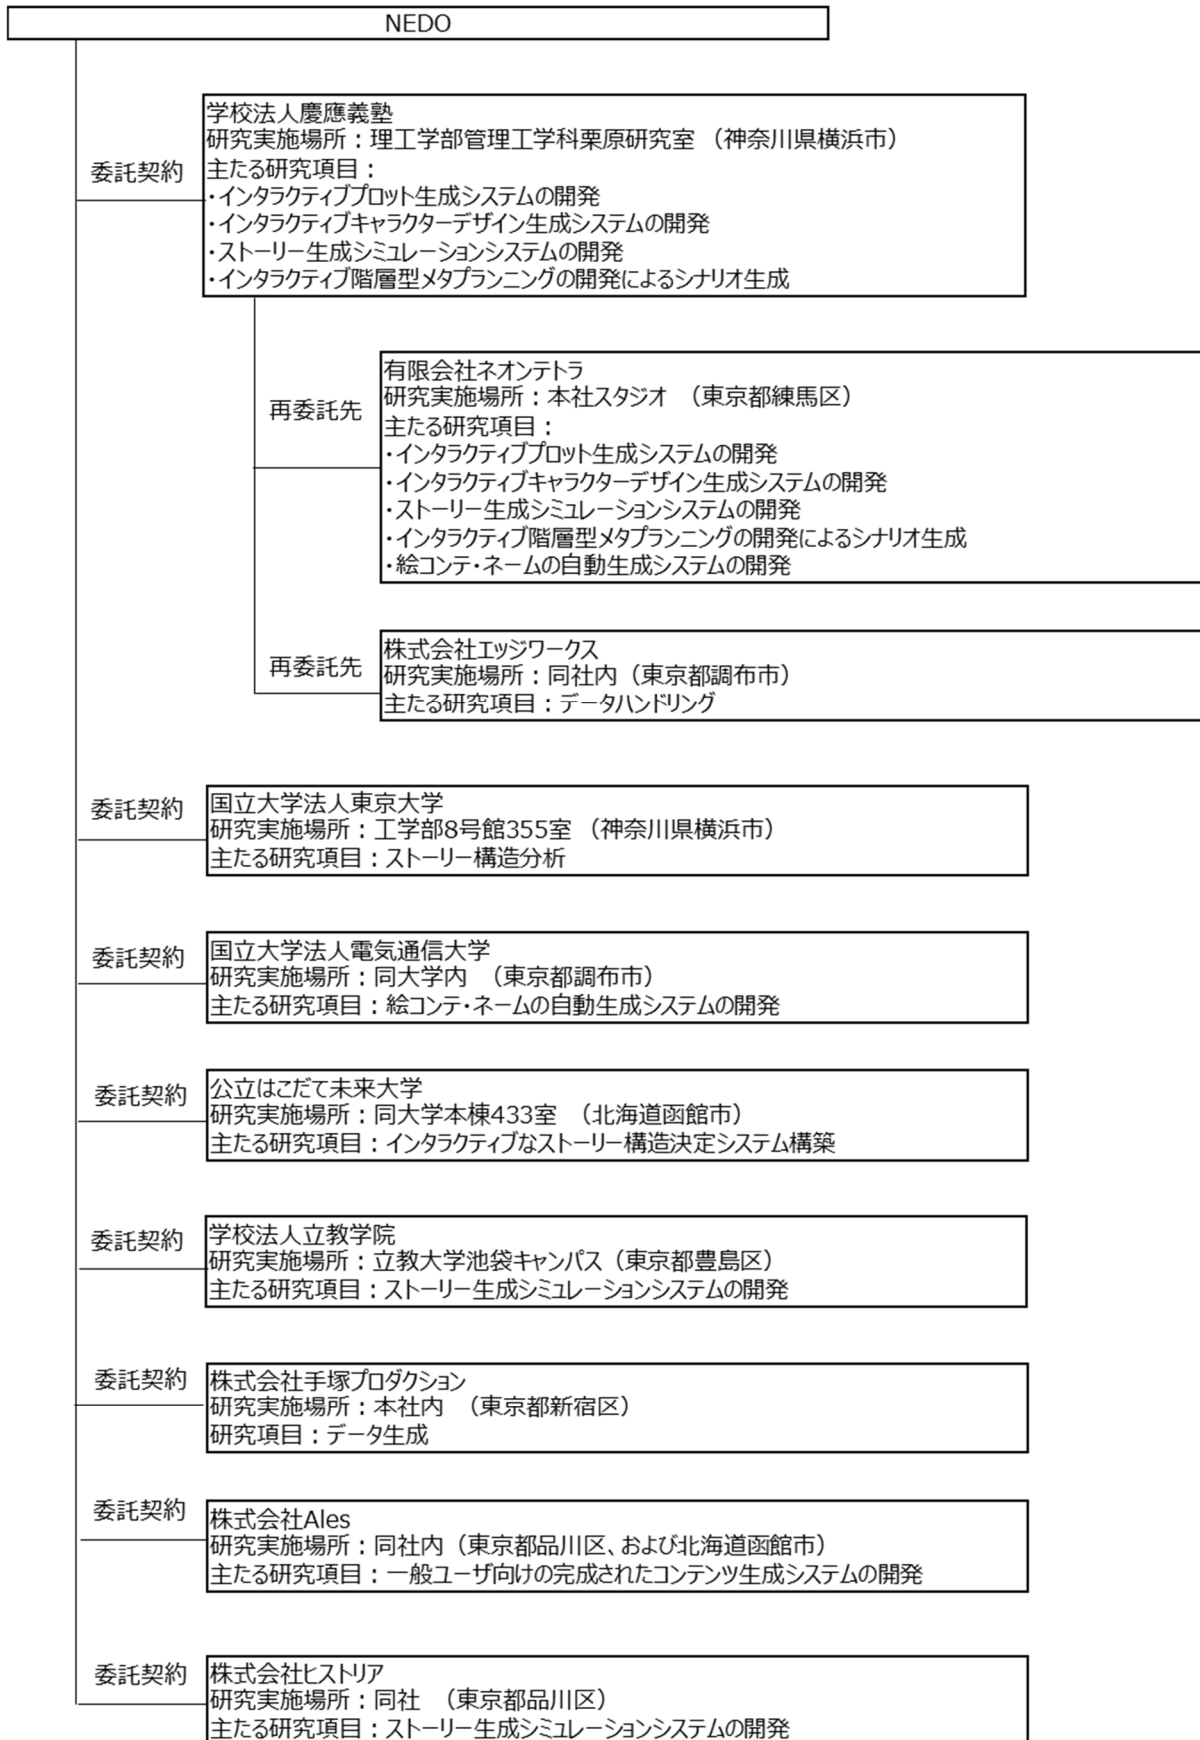 NEDO
委託契約
学校法人慶應義塾
研究実施場所：理工学部管理工学科栗原研究室 （神奈川県横浜市）
主たる研究項目：
・インタラクティブプロット生成システムの開発
・インタラクティブキャラクターデザイン生成システムの開発
・ストーリー生成シミュレーションシステムの開発
・インタラクティブ階層型メタプランニングの開発によるシナリオ生成
再委託先
有限会社ネオンテトラ
研究実施場所：本社スタジオ （東京都練馬区）
主たる研究項目：
・インタラクティブプロット生成システムの開発
・インタラクティブキャラクターデザイン生成システムの開発
・ストーリー生成シミュレーションシステムの開発
・インタラクティブ階層型メタプランニングの開発によるシナリオ生成
・絵コンテ・ネームの自動生成システムの開発
再委託先
株式会社エッジワークス
研究実施場所：同社内（東京都調布市）
主たる研究項目：データハンドリング
委託契約
国立大学法人東京大学
研究実施場所：工学部8号館355室 （神奈川県横浜市）
主たる研究項目：ストーリー構造分析
委託契約
国立大学法人電気通信大学
研究実施場所：同大学内 （東京都調布市）
主たる研究項目：絵コンテ・ネームの自動生成システムの開発
委託契約
公立はこだて未来大学
研究実施場所：同大学本棟433室 （北海道函館市）
主たる研究項目：インタラクティブなストーリー構造決定システム構築
委託契約
学校法人立教学院
研究実施場所：立教大学池袋キャンパス（東京都豊島区）
主たる研究項目：ストーリー生成シミュレーションシステムの開発
委託契約
株式会社手塚プロダクション
研究実施場所：本社内 （東京都新宿区）
研究項目：データ生成
委託契約
株式会社Ales
研究実施場所：同社内（東京都品川区、および北海道函館市）
主たる研究項目：一般ユーザ向けの完成されたコンテンツ生成システムの開発
委託契約
株式会社ヒストリア
研究実施場所：同社 （東京都品川区）
主たる研究項目：ストーリー生成シミュレーションシステムの開発